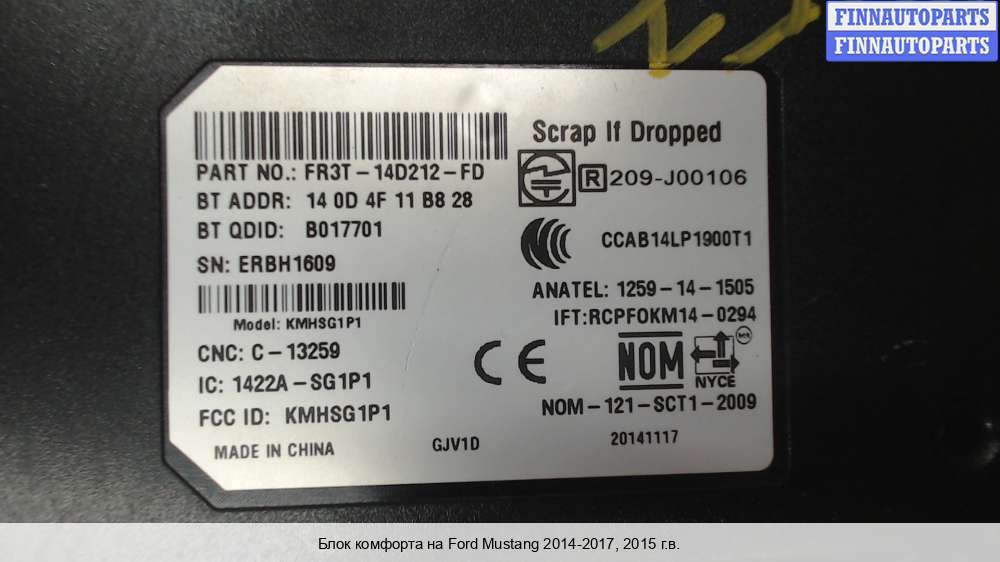 FINNAUTOPARTS
FINNAUTOPARTS
Scrap If Dropped
PART NO.: FR3T-14D212-FD
R 209-J00106
BT ADDR: 14 0D 4F 11 B8 28
BT QDID: B017701
CCAB14LP1900T1
SN: ERBH1609
ANATEL: 1259-14-1505
IFT:RCPFOKM14-0294
Model: KMHSG1P1
CNC: C-13259
CE
NOM
NYCE
IC: 1422A-SG1P1
NOM-121-SCT1-2009
FCC ID: KMHSG1P1
20141117
MADE IN CHINA
GJV1D
Блок комфорта на Ford Mustang 2014-2017, 2015 г.в.